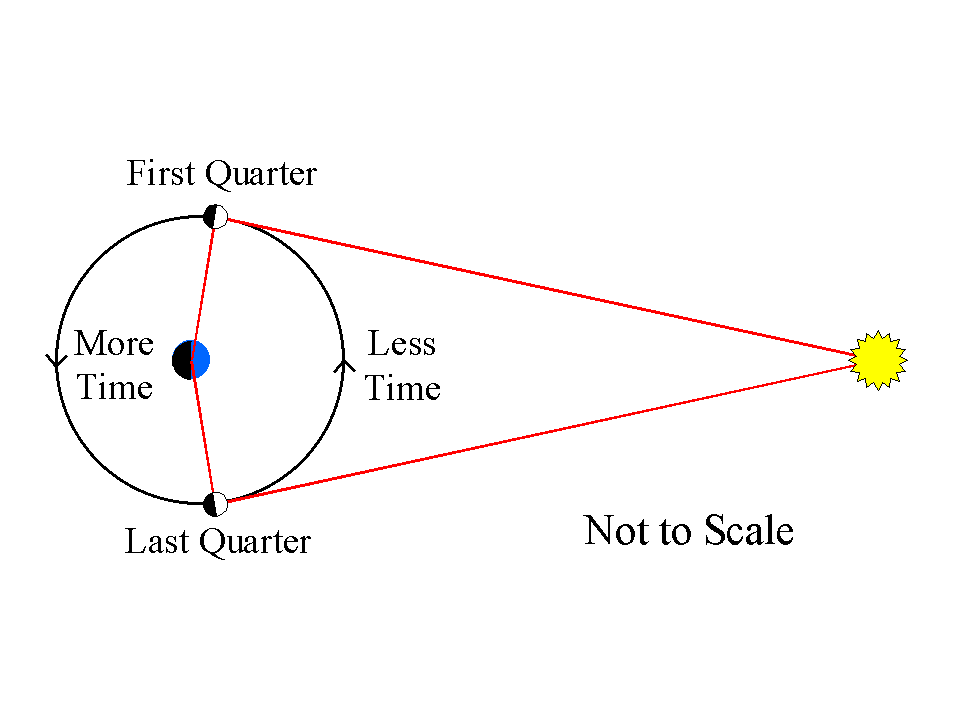 First Quarter
More
Time
Less
Time
Last Quarter
Not to Scale